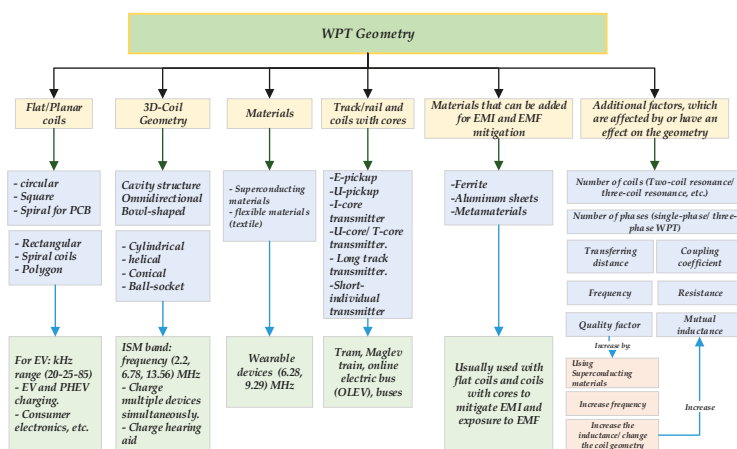 WPT Geometry
Flat/Planar
coils
3D-Coil
Geometry
Materials
Track/rail and
coils with cores
Materials that can be added
for EMI and EMF
mitigation
Additional factors, which
are affected by or have an
effect on the geometry
- circular
- Square
- Spiral for PCB
- Rectangular
- Spiral coils
- Polygon
For EV: kHz
range (20-25-85)
- EV and PHEV
charging.
- Consumer
electronics, etc.
Cavity structure
Omnidirectional
Bowl-shaped
- Cylindrical
- helical
- Conical
- Ball-socket
ISM band:
frequency (2.2,
6.78, 13.56) MHz
- Charge
multiple devices
simultaneously.
- Charge hearing
aid
- Superconducting
materials
- flexible materials
(textile)
Wearable
devices (6.28,
9.29) MHz
-E-pickup
-U-pickup
-I-core
transmitter
-U-core/ T-core
transmitter.
- Long track
transmitter.
-Short-
individual
transmitter
Tram, Maglev
train, online
electric bus
(OLEV), buses
-Ferrite
-Aluminum sheets
-Metamaterials
Usually used with
flat coils and coils
with cores to
mitigate EMI and
exposure to EMF
Number of coils (Two-coil resonance/
three-coil resonance, etc.)
Number of phases (single-phase/ three-
phase WPT)
Transferring
distance
Coupling
coefficient
Frequency
Resistance
Quality factor
Mutual
inductance
Increase by:
Using
Superconducting
materials
Increase frequency
Increase the
inductance/ change
the coil geometry
Increase